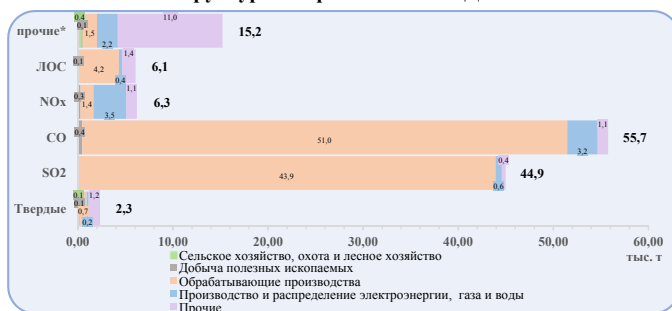 прочие*
0,4
0,1
1,5
2,2
11,0
15,2
ЛОС
0,1
4,2
0,4
1,4
6,1
NOx
0,3
1,4
3,5
1,1
6,3
CO
0,4
51,0
3,2
1,1
55,7
SO2
43,9
0,6
0,4
44,9
Твердые
0,1
0,1
0,7
0,2
1,2
2,3
0,00 10,00 20,00 30,00 40,00 50,00 60,00
тыс. т
Сельское хозяйство, охота и лесное хозяйство
Добыча полезных ископаемых
Обрабатывающие производства
Производство и распределение электроэнергии, газа и воды
Прочие